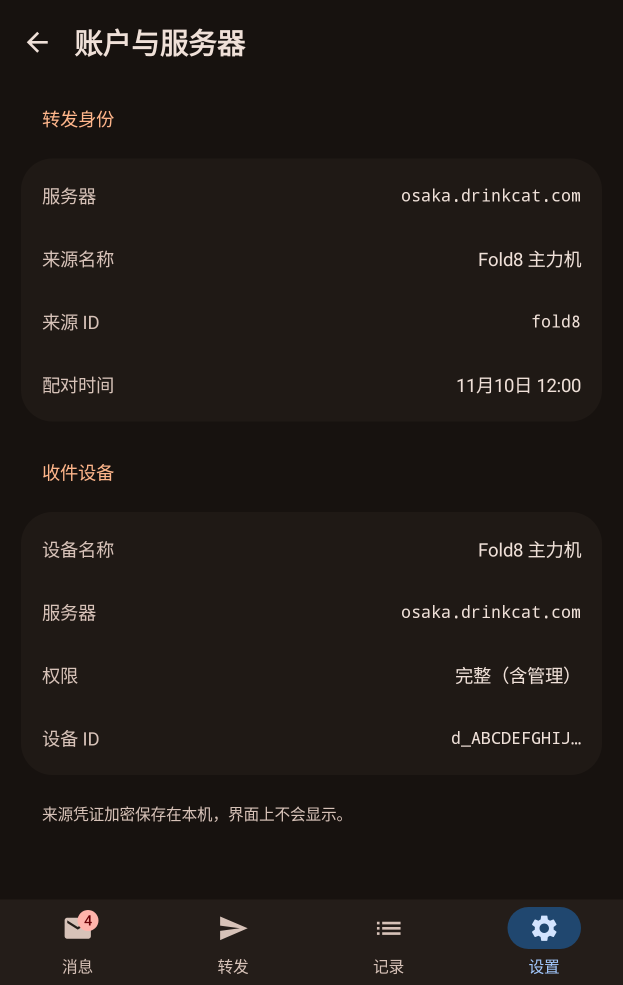 账户与服务器
转发身份
服务器 osaka.drinkcat.com
来源名称 Fold8 主力机
来源 ID fold8
配对时间 11月10日 12:00
收件设备
设备名称 Fold8 主力机
服务器 osaka.drinkcat.com
权限 完整（含管理）
设备 ID d_ABCDEFGHIJ…
来源凭证加密保存在本机，界面上不会显示。
4
消息 转发 记录 设置